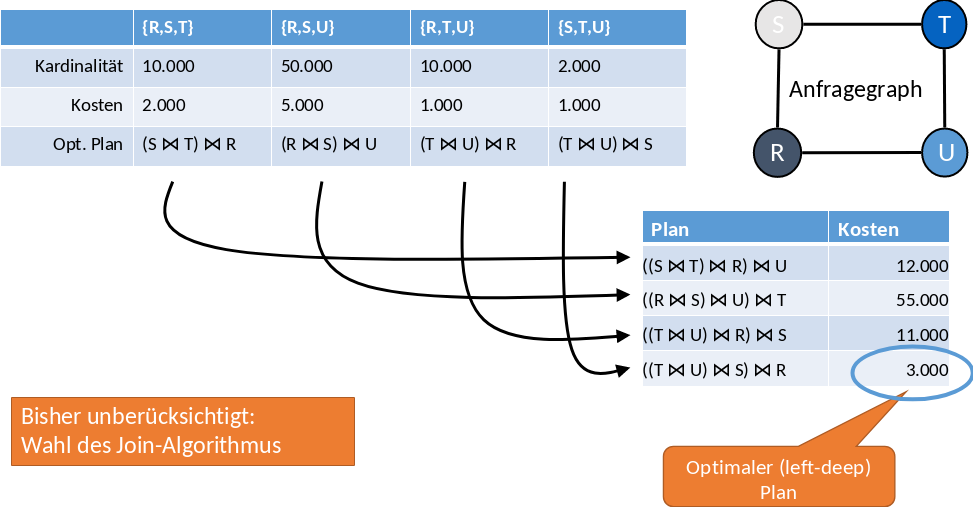 {R,S,T} {R,S,U} {R,T,U} {S,T,U}
Kardinalität 10.000 50.000 10.000 2.000
Kosten 2.000 5.000 1.000 1.000
Opt. Plan (S ⋈ T) ⋈ R (R ⋈ S) ⋈ U (T ⋈ U) ⋈ R (T ⋈ U) ⋈ S
S T
Anfragegraph
R U
Plan Kosten
((S ⋈ T) ⋈ R) ⋈ U 12.000
((R ⋈ S) ⋈ U) ⋈ T 55.000
((T ⋈ U) ⋈ R) ⋈ S 11.000
((T ⋈ U) ⋈ S) ⋈ R 3.000
Bisher unberücksichtigt:
Wahl des Join-Algorithmus
Optimaler (left-deep)
Plan